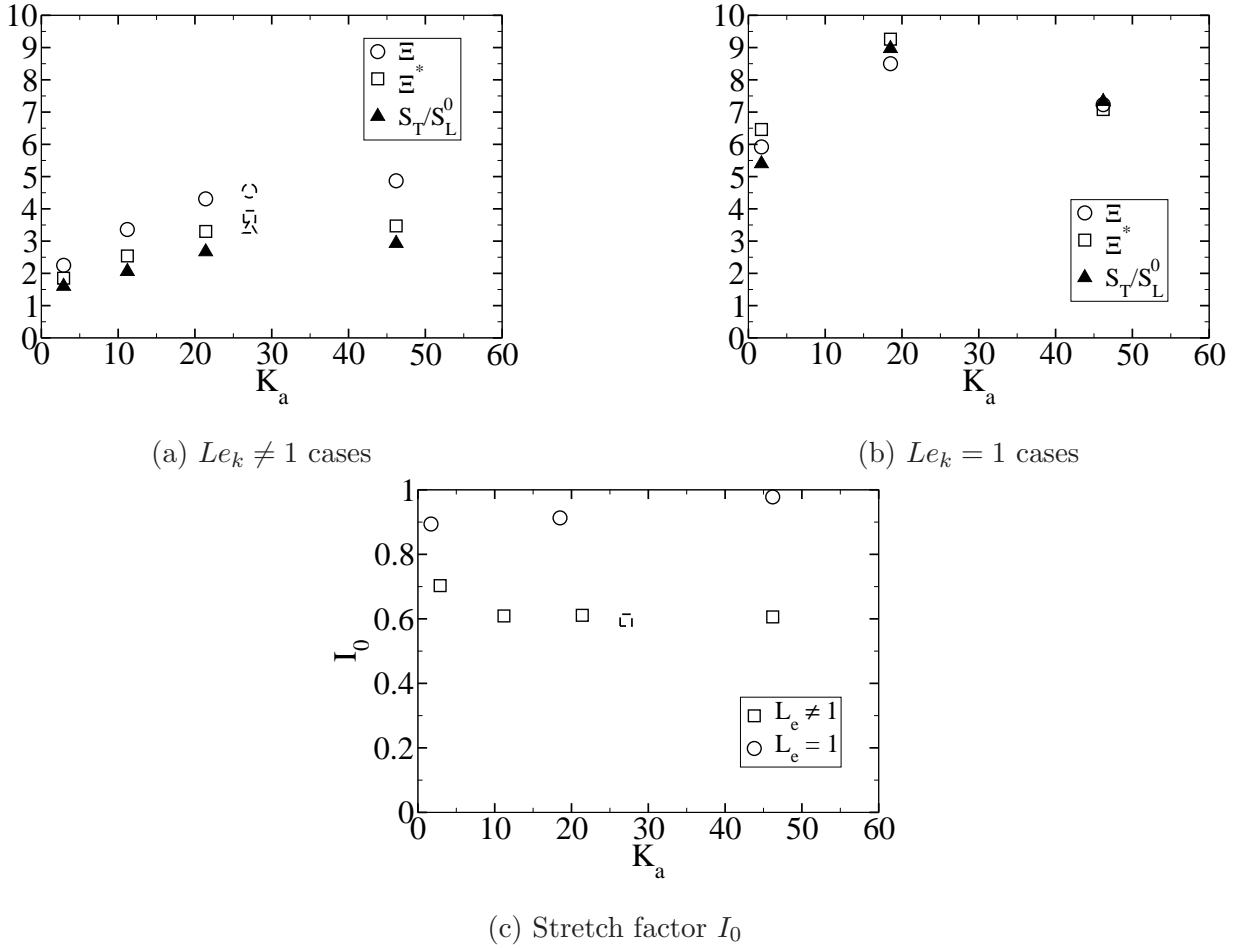 10
9
8
7
6
5
4
3
2
1
0
Ξ
Ξ*
S_T/S_L^0
0 10 20 30 40 50 60
K_a
(a) Le_k ≠ 1 cases
10
9
8
7
6
5
4
3
2
1
0
Ξ
Ξ*
S_T/S_L^0
0 10 20 30 40 50 60
K_a
(b) Le_k = 1 cases
1
0.8
0.6
0.4
0.2
0
I_0
L_e ≠ 1
L_e = 1
0 10 20 30 40 50 60
K_a
(c) Stretch factor I_0